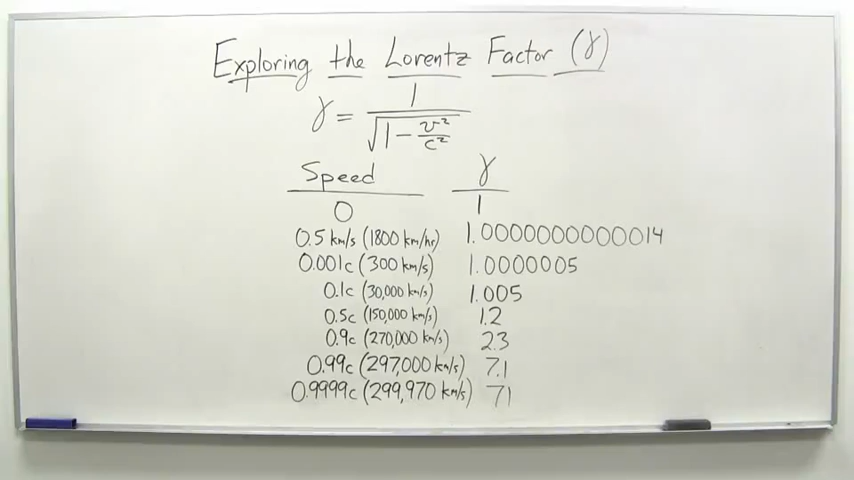 Exploring the Lorentz Factor (γ)
γ = 1 / √(1 − v²/c²)
Speed γ
0 1
0.5 km/s (1800 km/hr) 1.0000000000014
0.001c (300 km/s) 1.0000005
0.1c (30,000 km/s) 1.005
0.5c (150,000 km/s) 1.2
0.9c (270,000 km/s) 2.3
0.99c (297,000 km/s) 7.1
0.9999c (299,970 km/s) 71